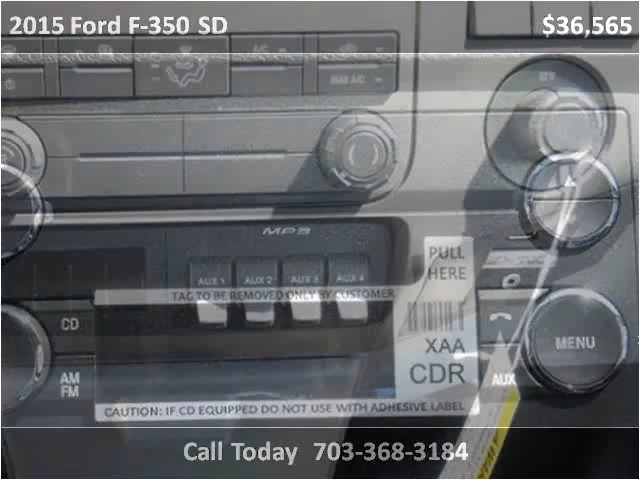 2015 Ford F-350 SD
$36,565
MAX AC
MP3
PULL
HERE
AUX 1 AUX 2 AUX 3 AUX 4
TAG TO BE REMOVED ONLY BY CUSTOMER
CD
XAA
MENU
AM
FM
CDR
AUX
CAUTION: IF CD EQUIPPED DO NOT USE WITH ADHESIVE LABEL
Call Today 703-368-3184